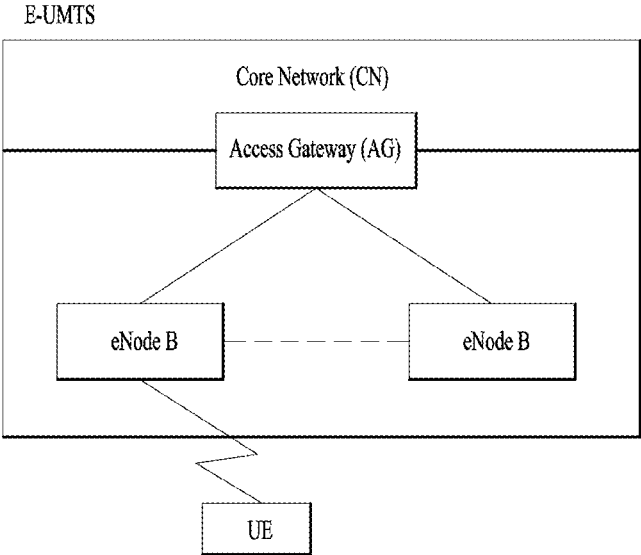 E-UMTS
Core Network (CN)
Access Gateway (AG)
eNode B
eNode B
UE